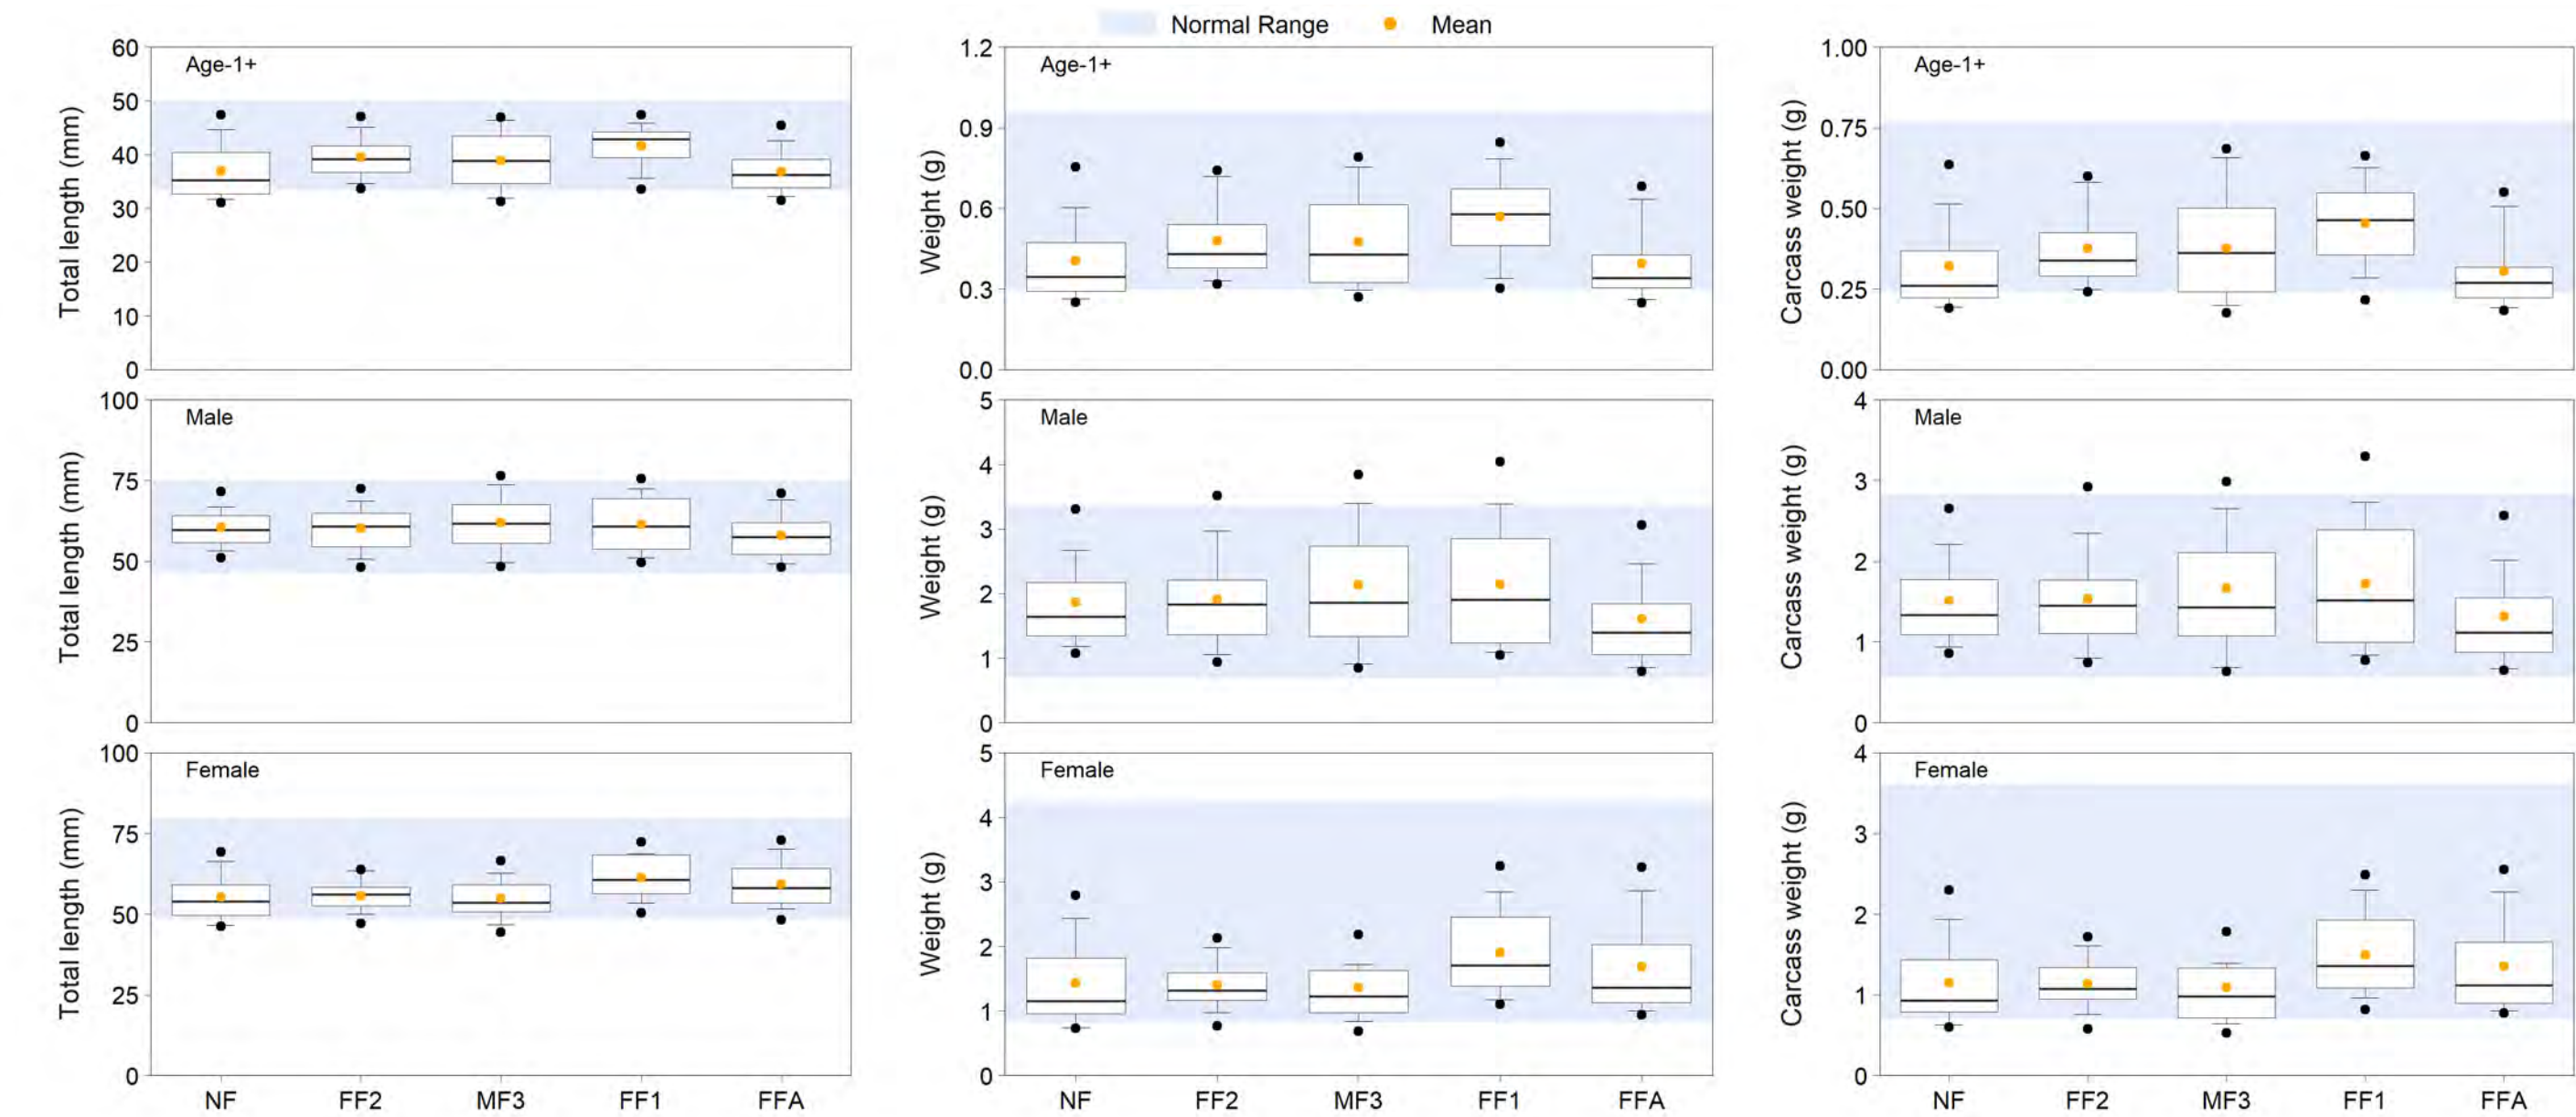 Normal Range Mean
Total length (mm)
60
50
40
30
20
10
0
Age-1+
Weight (g)
1.2
0.9
0.6
0.3
0.0
Age-1+
Carcass weight (g)
1.00
0.75
0.50
0.25
0.00
Age-1+
Total length (mm)
100
75
50
25
0
Male
Weight (g)
5
4
3
2
1
0
Male
Carcass weight (g)
4
3
2
1
0
Male
Total length (mm)
100
75
50
25
0
Female
NF FF2 MF3 FF1 FFA
Weight (g)
5
4
3
2
1
0
Female
NF FF2 MF3 FF1 FFA
Carcass weight (g)
4
3
2
1
0
Female
NF FF2 MF3 FF1 FFA